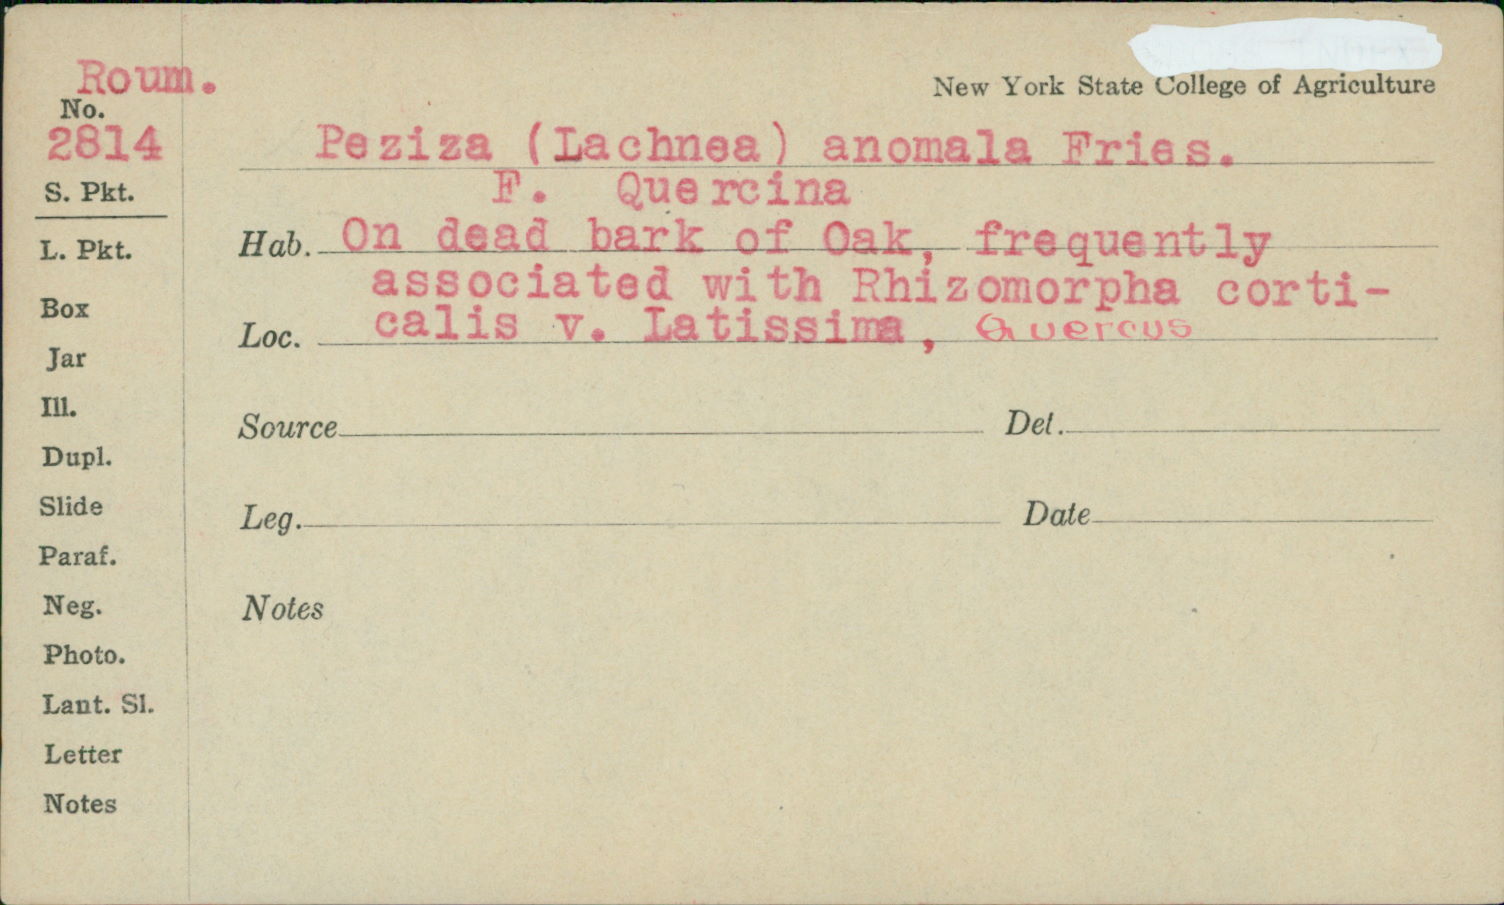 Roum.
New York State College of Agriculture
No.
2814
Peziza (Lachnea) anomala Fries.
F. Quercina
S. Pkt.
Hab. On dead bark of Oak, frequently
L. Pkt.
associated with Rhizomorpha corti-
Box
Loc. calis v. Latissima, Quercus
Jar
Ill.
Source Det.
Dupl.
Slide
Leg. Date
Paraf.
Neg.
Notes
Photo.
Lant. Sl.
Letter
Notes